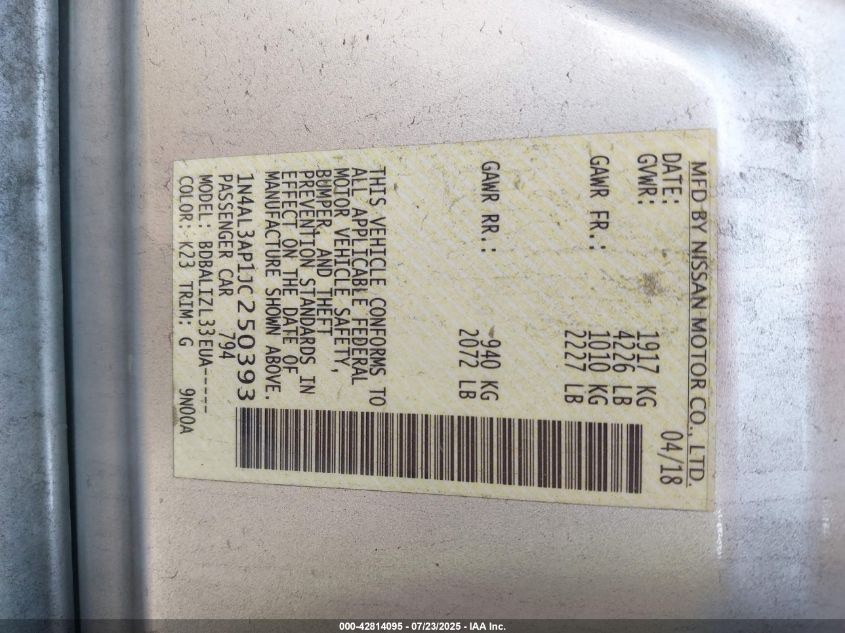 MFD BY NISSAN MOTOR CO., LTD.
DATE: 04/18
GVWR: 1917 KG
4226 LB
GAWR FR.: 1010 KG
2227 LB
GAWR RR.: 940 KG
2072 LB
THIS VEHICLE CONFORMS TO
ALL APPLICABLE FEDERAL
MOTOR VEHICLE SAFETY,
BUMPER, AND THEFT
PREVENTION STANDARDS IN
EFFECT ON THE DATE OF
MANUFACTURE SHOWN ABOVE.
1N4AL3AP1JC250393
PASSENGER CAR 794
MODEL: BDBALIZL33EUA-----
COLOR: K23 TRIM: G 9N00A
000-42814095 - 07/23/2025 - IAA Inc.